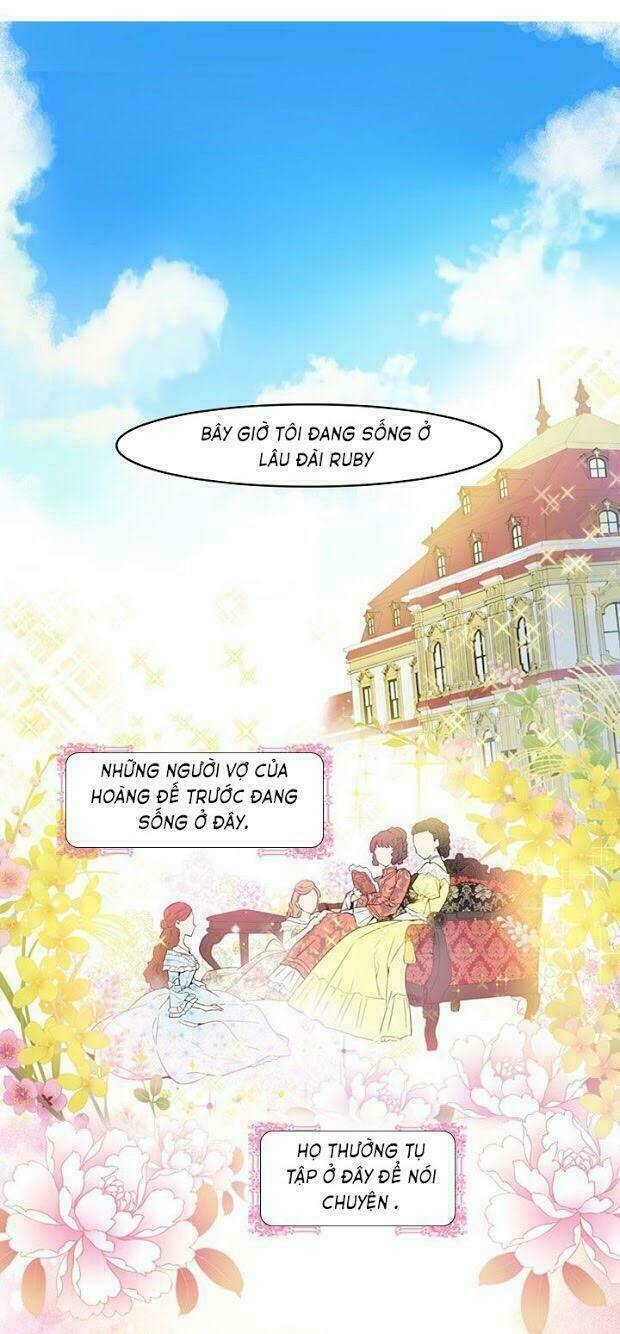 BÂY GIỜ TÔI ĐANG SỐNG Ở
LÂU ĐÀI RUBY
NHỮNG NGƯỜI VỢ CỦA
HOÀNG ĐẾ TRƯỚC ĐANG
SỐNG Ở ĐÂY.
HỌ THƯỜNG TỤ
TẬP Ở ĐÂY ĐỂ NÓI
CHUYỆN .